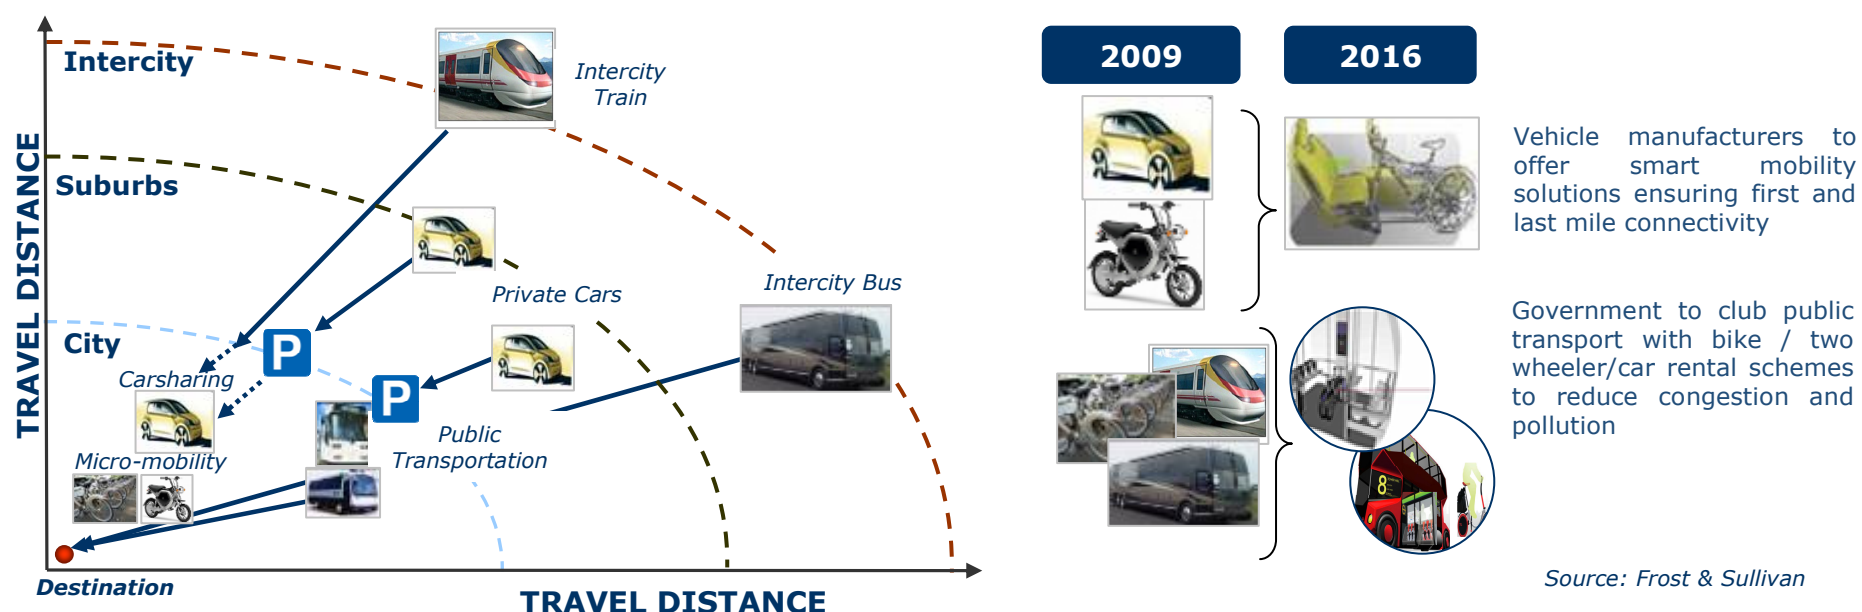 Intercity
Intercity
Train
Suburbs
TRAVEL DISTANCE
Private Cars
Intercity Bus
City
P
Carsharing
P
Public
Transportation
Micro-mobility
Destination
TRAVEL DISTANCE
2009
2016
Vehicle manufacturers to
offer smart mobility
solutions ensuring first and
last mile connectivity
Government to club public
transport with bike / two
wheeler/car rental schemes
to reduce congestion and
pollution
8
Source: Frost & Sullivan